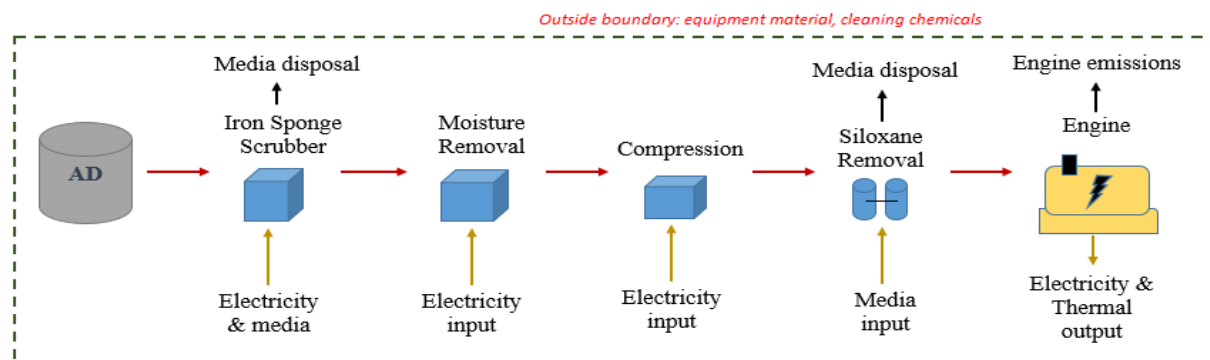 Outside boundary: equipment material, cleaning chemicals
Media disposal
Iron Sponge
Scrubber
Moisture
Removal
Compression
Media disposal
Siloxane
Removal
Engine emissions
Engine
AD
Electricity
& media
Electricity
input
Electricity
input
Media
input
Electricity &
Thermal
output